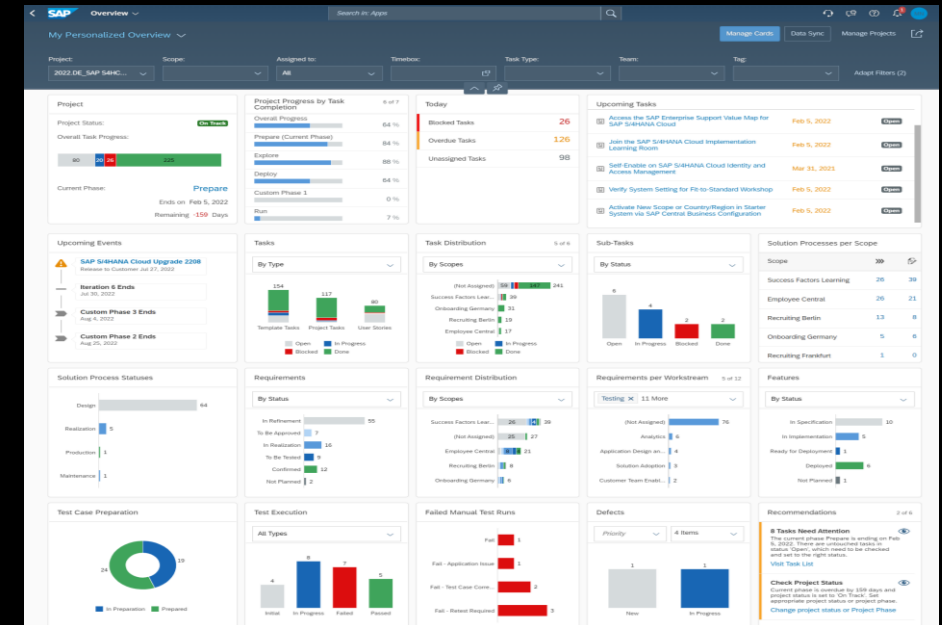 SAP Overview
Search in: Apps
My Personalized Overview
Manage Cards
Data Sync
Manage Projects
Project:
Scope:
Assigned to:
Timebox:
Task Type:
Team:
Tag:
2022.DE_SAP S4HC...
All
Adapt Filters (2)
Project
Project Status:
On Track
Overall Task Progress:
80 20 26 225
Current Phase:
Prepare
Ends on Feb 5, 2022
Remaining -159 Days
Project Progress by Task Completion
6 of 7
Overall Progress
64 %
Prepare (Current Phase)
84 %
Explore
88 %
Deploy
64 %
Custom Phase 1
0 %
Run
7 %
Today
Blocked Tasks 26
Overdue Tasks 126
Unassigned Tasks 98
Upcoming Tasks
Access the SAP Enterprise Support Value Map for
SAP S/4HANA Cloud
Feb 5, 2022
Open
Join the SAP S/4HANA Cloud Implementation
Learning Room
Feb 5, 2022
Open
Self-Enable on SAP S/4HANA Cloud Identity and
Access Management
Mar 31, 2021
Open
Verify System Setting for Fit-to-Standard Workshop
Feb 5, 2022
Open
Activate New Scope or Country/Region in Starter
System via SAP Central Business Configuration
Feb 5, 2022
Open
Upcoming Events
SAP S/4HANA Cloud Upgrade 2208
Release to Customer Jul 27, 2022
Iteration 6 Ends
Jul 30, 2022
Custom Phase 3 Ends
Aug 4, 2022
Custom Phase 2 Ends
Aug 25, 2022
Tasks
By Type
154
117
80
Template Tasks
Project Tasks
User Stories
Open
In Progress
Blocked
Done
Task Distribution
5 of 6
By Scopes
(Not Assigned) 59 147 241
Success Factors Lear... 39
Onboarding Germany 31
Recruiting Berlin 19
Employee Central 17
Open
In Progress
Blocked
Done
Sub-Tasks
By Status
6
4
2
2
Open
In Progress
Blocked
Done
Solution Processes per Scope
Scope
Success Factors Learning 26 39
Employee Central 26 21
Recruiting Berlin 13 8
Onboarding Germany 5 6
Recruiting Frankfurt 1 0
Solution Process Statuses
Design 64
Realization 5
Production 1
Maintenance 1
Requirements
By Status
In Refinement 55
To Be Approved 7
In Realization 16
To Be Tested 9
Confirmed 12
Not Planned 2
Requirement Distribution
By Scopes
Success Factors Lear... 26 39
(Not Assigned) 25 27
Employee Central 21
Recruiting Berlin 8
Onboarding Germany 6
Requirements per Workstream
5 of 12
Testing
11 More
(Not Assigned) 76
Analytics 6
Application Design an... 4
Solution Adoption 3
Customer Team Enabl... 2
Features
By Status
In Specification 10
In Implementation 5
Ready for Deployment 1
Deployed 6
Not Planned 1
Test Case Preparation
24
19
In Preparation
Prepared
Test Execution
All Types
4
9
7
5
Initial
In Progress
Failed
Passed
Failed Manual Test Runs
Fail 1
Fail - Application Issue 1
Fail - Test Case Corre... 2
Fail - Retest Required 3
Defects
Priority
4 Items
1
1
New
In Progress
Recommendations
2 of 6
8 Tasks Need Attention
The current phase Prepare is ending on Feb
5, 2022. There are untouched tasks in
status 'Open', which need to be checked
and set to the right status.
Visit Task List
Check Project Status
Current phase is overdue by 159 days and
project status is set to 'On Track'. Set
appropriate project status or project phase.
Change project status or Project Phase